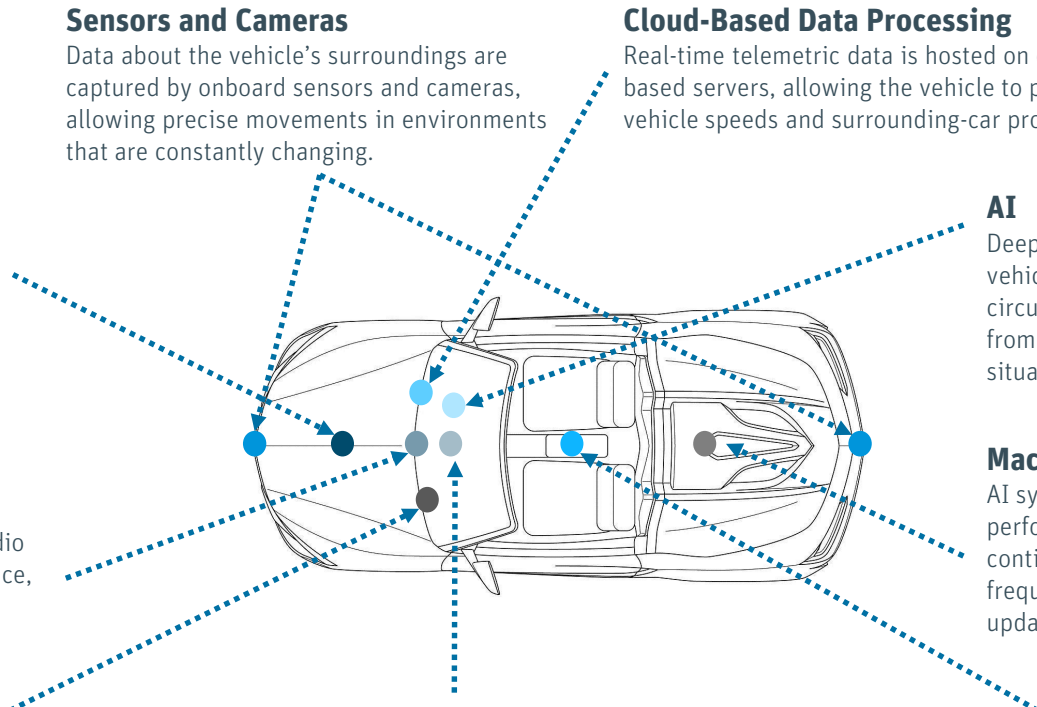 Sensors and Cameras
Data about the vehicle’s surroundings are
captured by onboard sensors and cameras,
allowing precise movements in environments
that are constantly changing.
Cloud-Based Data Processing
Real-time telemetric data is hosted on
based servers, allowing the vehicle to p
vehicle speeds and surrounding-car pro
AI
Deep
vehic
circu
from
situa
Mac
AI sy
perfo
conti
frequ
upda
dio
ce,